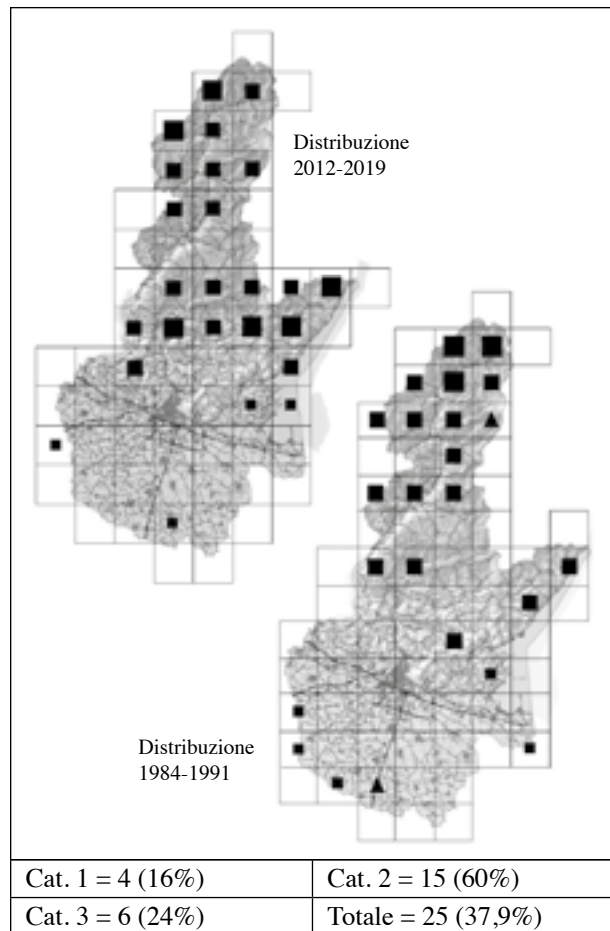 Distribuzione
2012-2019
Distribuzione
1984-1991
Cat. 1 = 4 (16%)
Cat. 2 = 15 (60%)
Cat. 3 = 6 (24%)
Totale = 25 (37,9%)